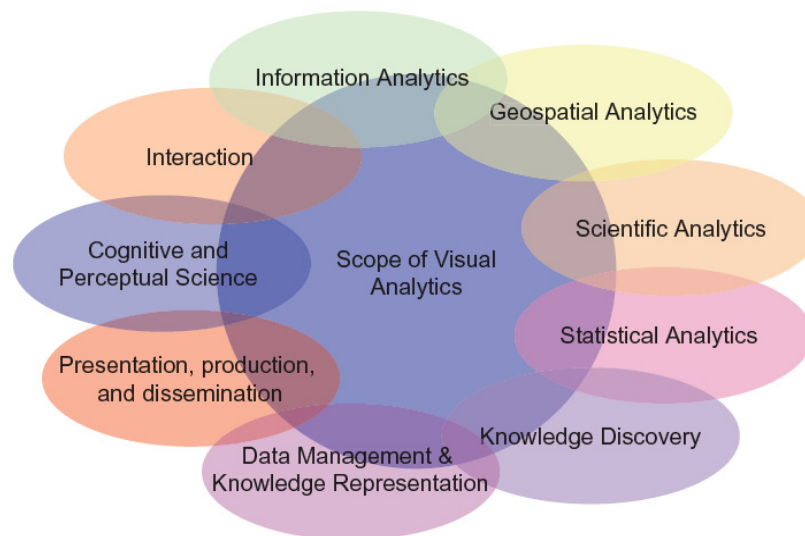 Information Analytics
Geospatial Analytics
Interaction
Scientific Analytics
Cognitive and
Perceptual Science
Scope of Visual
Analytics
Statistical Analytics
Presentation, production,
and dissemination
Knowledge Discovery
Data Management &
Knowledge Representation